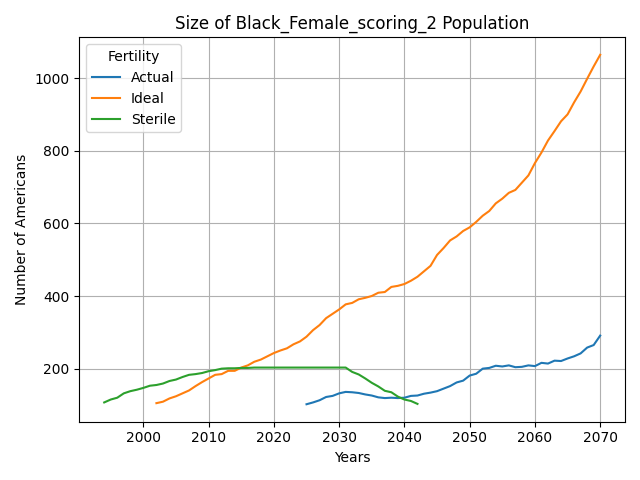 Size of Black_Female_scoring_2 Population
Fertility
Actual
Ideal
Sterile
Number of Americans
1000
800
600
400
200
2000 2010 2020 2030 2040 2050 2060 2070
Years